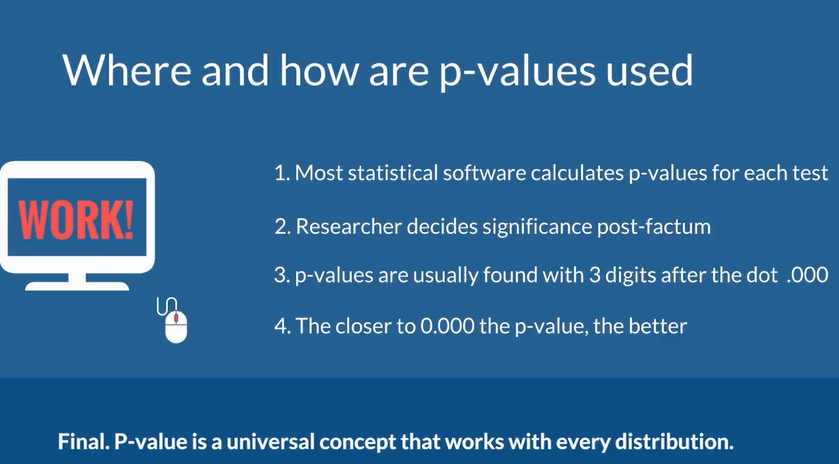 Where and how are p-values used
WORK!
1. Most statistical software calculates p-values for each test
2. Researcher decides significance post-factum
3. p-values are usually found with 3 digits after the dot .000
4. The closer to 0.000 the p-value, the better
Final. P-value is a universal concept that works with every distribution.